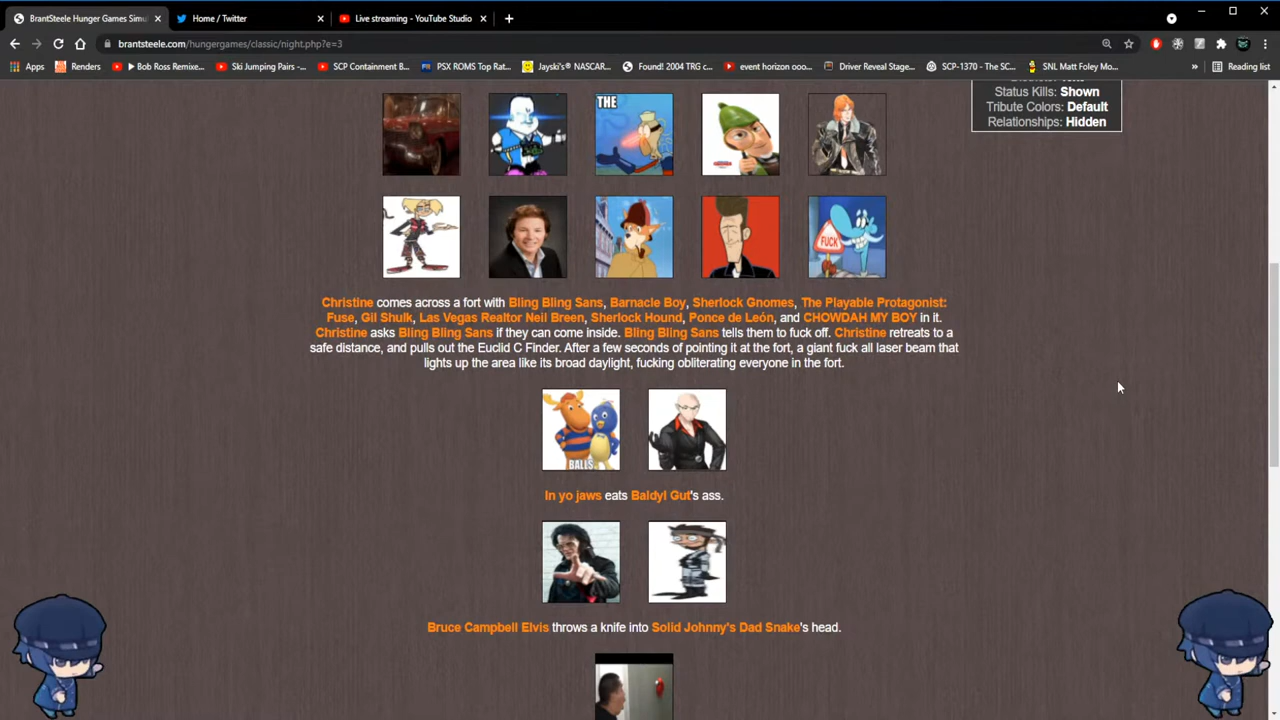 BrantSteele Hunger Games Simu
Home / Twitter
Live streaming - YouTube Studio
brantsteele.com/hungergames/classic/night.php?e=3
Apps
Renders
Bob Ross Remixe...
Ski Jumping Pairs -...
SCP Containment B...
PSX ROMS Top Rat...
Jayski's® NASCAR...
Found! 2004 TRG c...
event horizon ooo...
Driver Reveal Stage...
SCP-1370 - The SC...
SNL Matt Foley Mo...
Reading list
Status Kills: Shown
Tribute Colors: Default
Relationships: Hidden
THE
FUCK
Christine comes across a fort with Bling Bling Sans, Barnacle Boy, Sherlock Gnomes, The Playable Protagonist:
Fuse, Gil Shulk, Las Vegas Realtor Neil Breen, Sherlock Hound, Ponce de León, and CHOWDAH MY BOY in it.
Christine asks Bling Bling Sans if they can come inside. Bling Bling Sans tells them to fuck off. Christine retreats to a
safe distance, and pulls out the Euclid C Finder. After a few seconds of pointing it at the fort, a giant fuck all laser beam that
lights up the area like its broad daylight, fucking obliterating everyone in the fort.
BALLS
In yo jaws eats Baldyl Gut's ass.
Bruce Campbell Elvis throws a knife into Solid Johnny's Dad Snake's head.